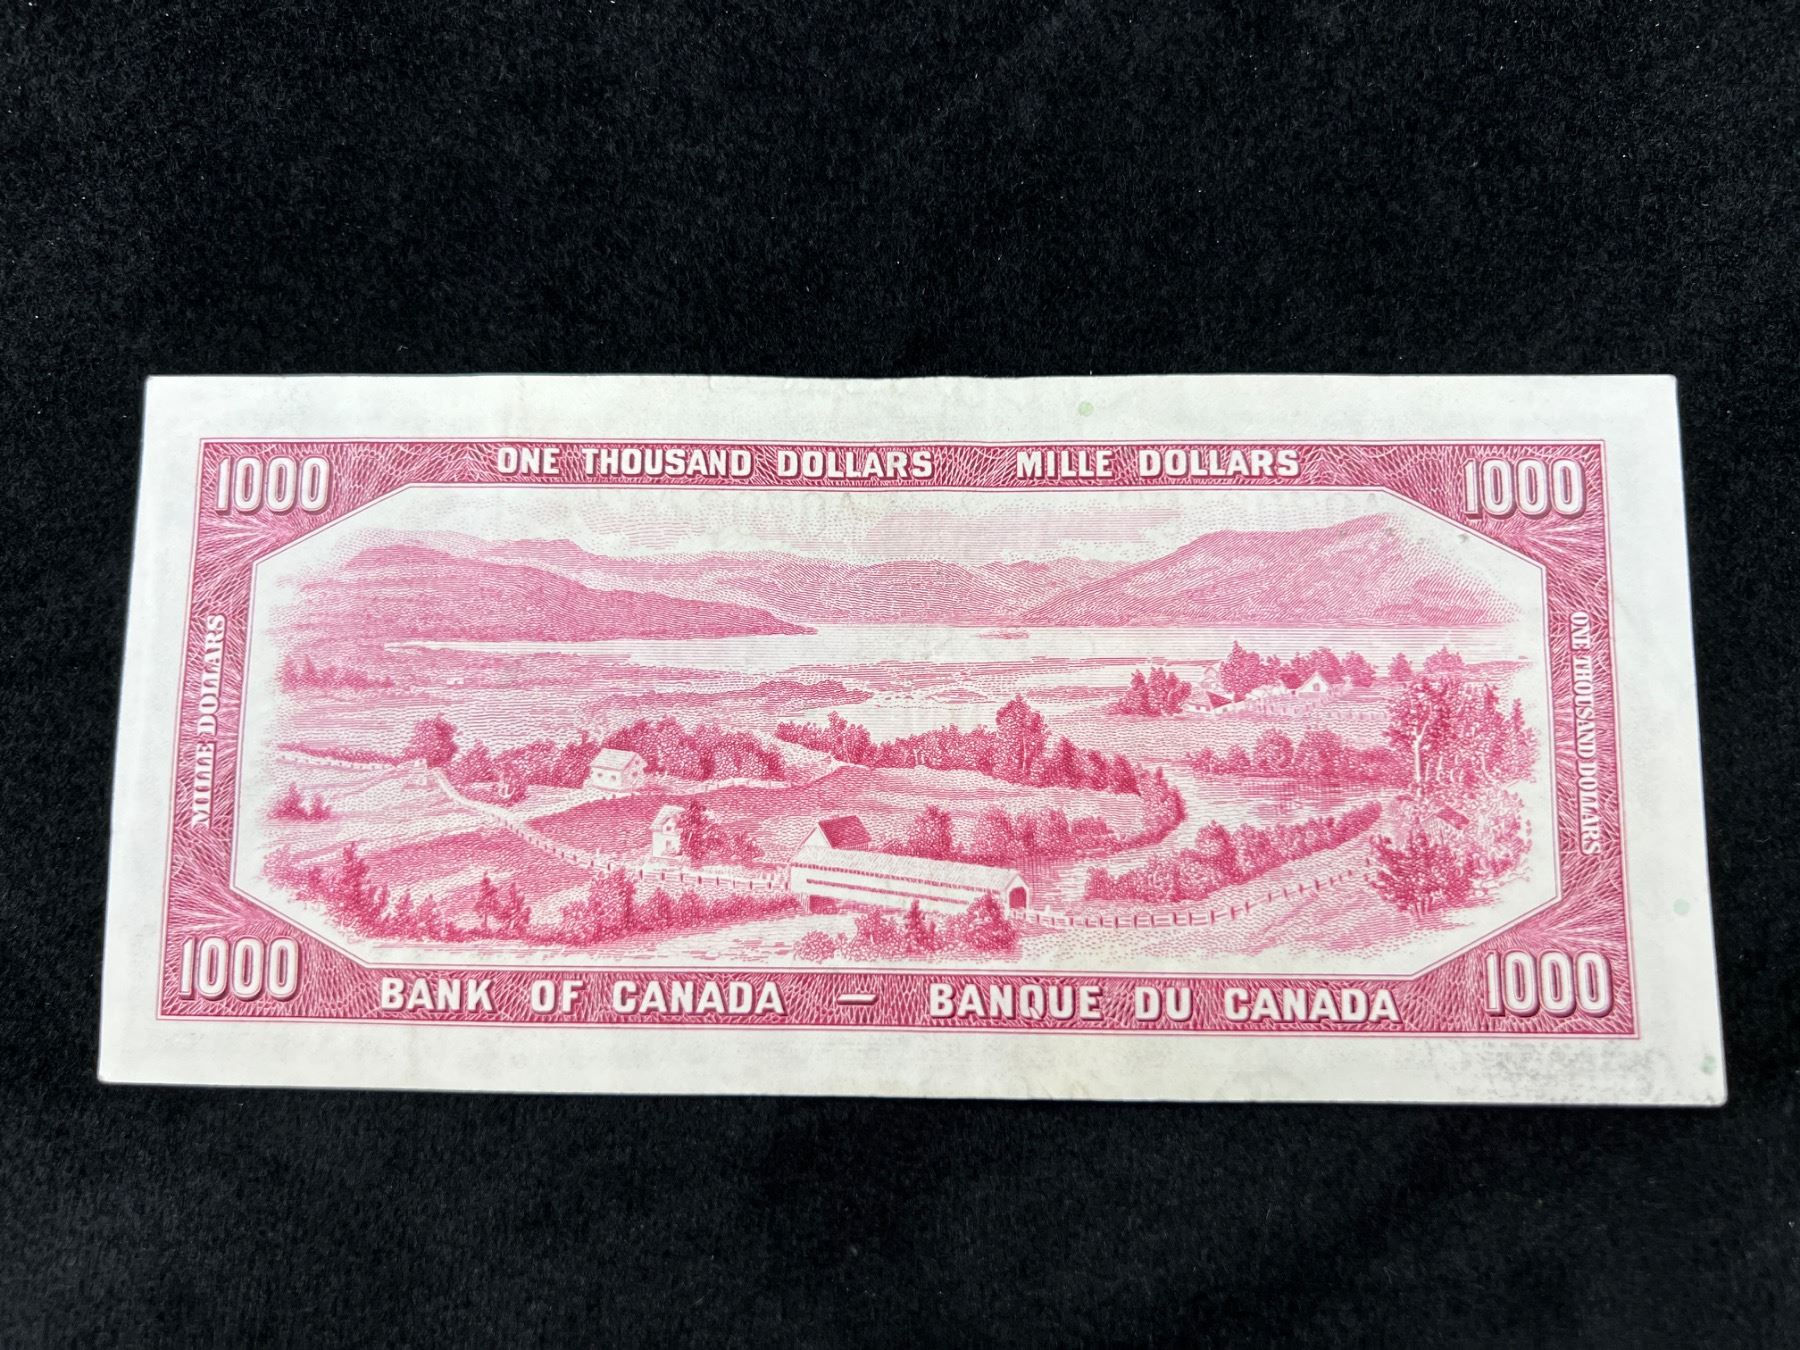 1000 ONE THOUSAND DOLLARS MILLE DOLLARS 1000
MILLE DOLLARS
ONE THOUSAND DOLLARS
1000 BANK OF CANADA — BANQUE DU CANADA 1000